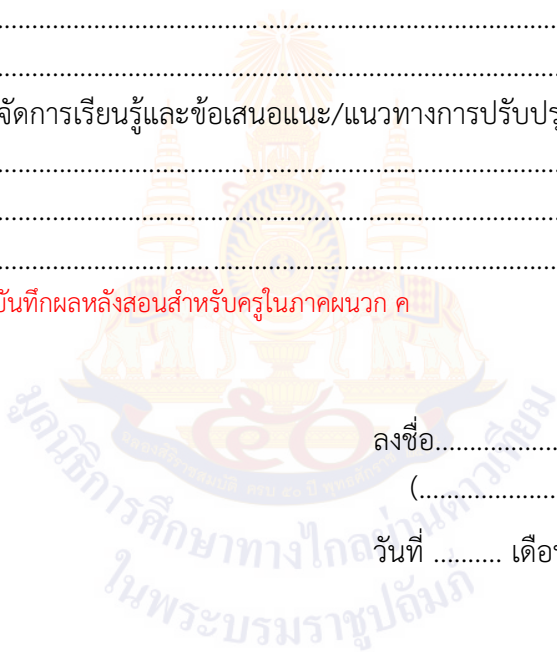 ................................................................................
................................................................................
จัดการเรียนรู้และข้อเสนอแนะ/แนวทางการปรับปรุ
................................................................................
................................................................................
................................................................................
บันทึกผลหลังสอนสำหรับครูในภาคผนวก ค
ลงชื่อ...................
(....................
วันที่ .......... เดือ
๕๐
มูลนิธิการศึกษาทางไกลผ่านดาวเทียม
ในพระบรมราชูปถัมภ์